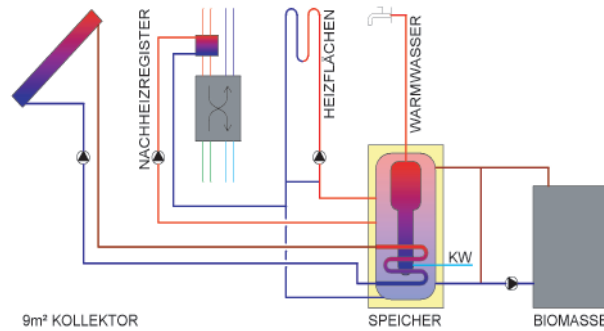 NACHHEIZREGISTER
HEIZFLÄCHEN
WARMWASSER
KW
9m² KOLLEKTOR
SPEICHER
BIOMASSE